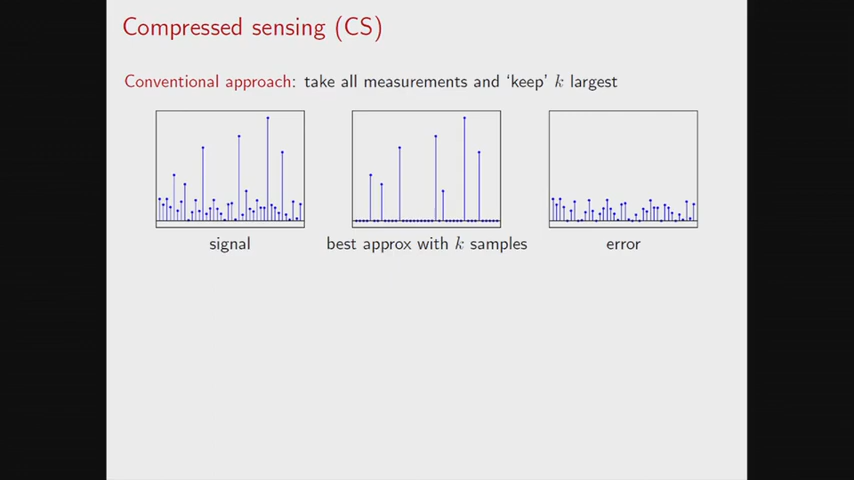 Compressed sensing (CS)
Conventional approach: take all measurements and ‘keep’ k largest
signal
best approx with k samples
error